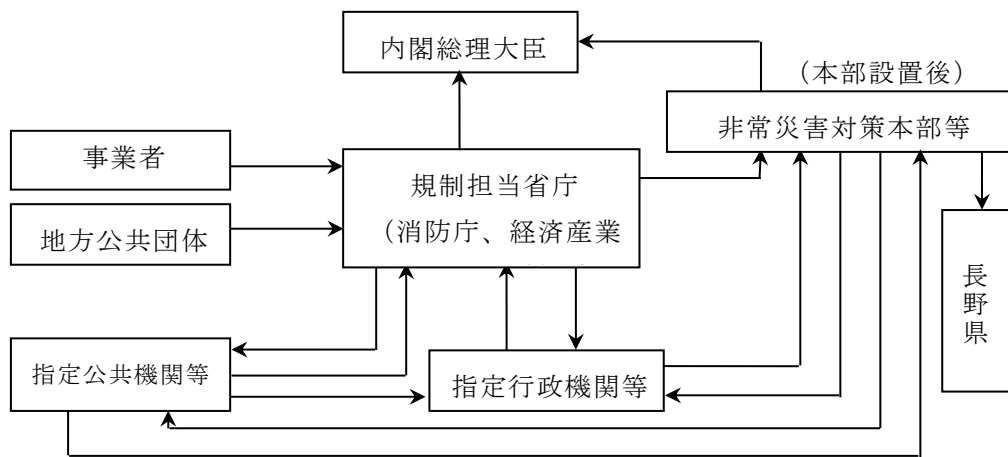 内閣総理大臣
（本部設置後）
非常災害対策本部等
事業者
規制担当省庁
（消防庁、経済産業
地方公共団体
長野県
指定公共機関等
指定行政機関等